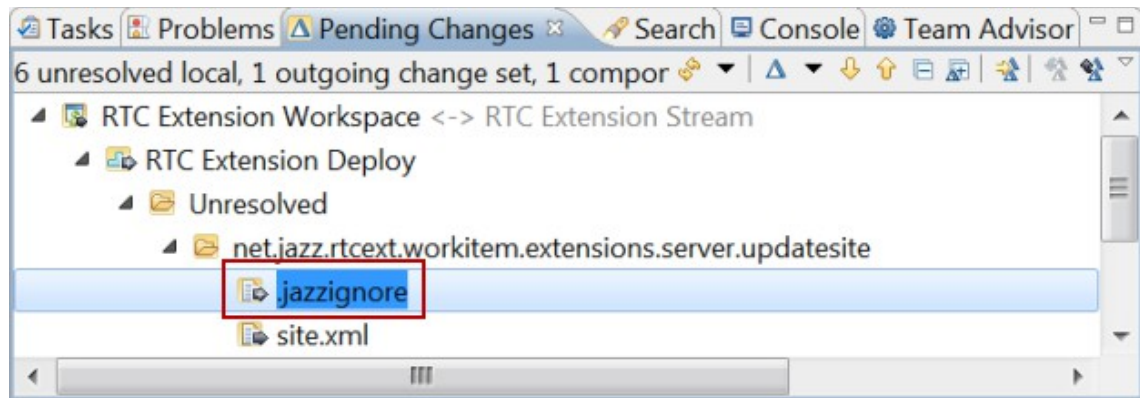 Tasks Problems Pending Changes Search Console Team Advisor
6 unresolved local, 1 outgoing change set, 1 compor
RTC Extension Workspace <-> RTC Extension Stream
RTC Extension Deploy
Unresolved
net.jazz.rtcext.workitem.extensions.server.updatesite
.jazzignore
site.xml